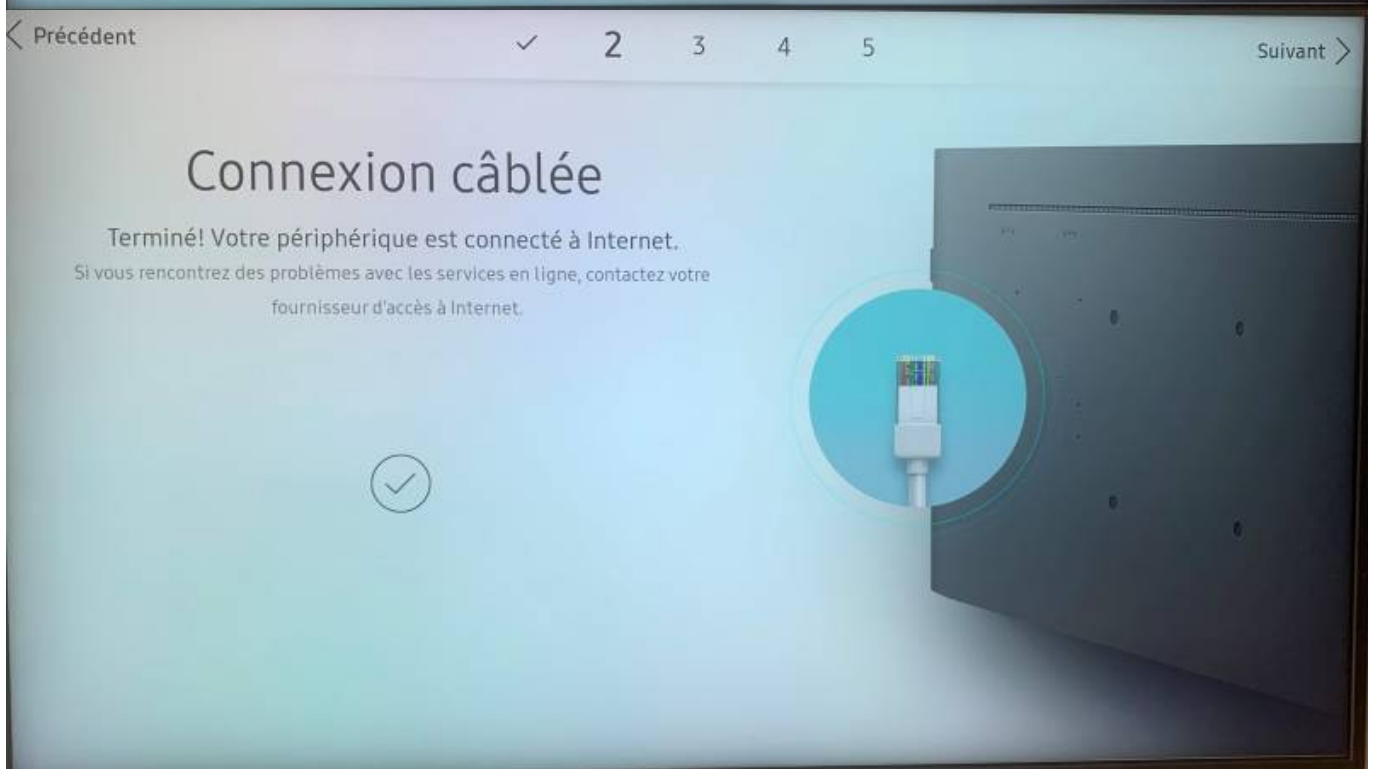 Précédent
2 3 4 5
Suivant
Connexion câblée
Terminé! Votre périphérique est connecté à Internet.
Si vous rencontrez des problèmes avec les services en ligne, contactez votre
fournisseur d'accès à Internet.